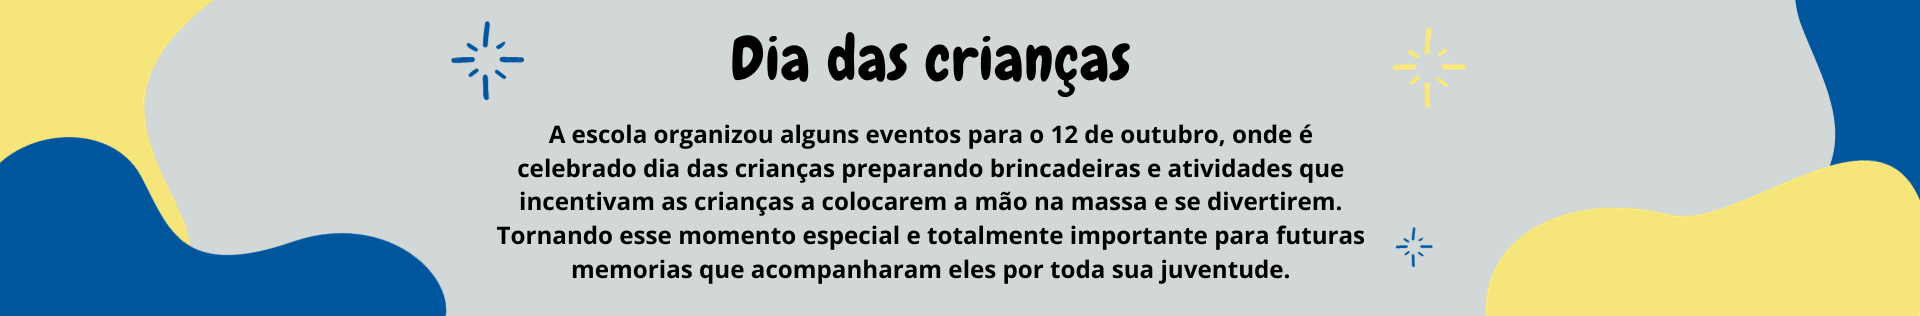 Dia das crianças
A escola organizou alguns eventos para o 12 de outubro, onde é
celebrado dia das crianças preparando brincadeiras e atividades que
incentivam as crianças a colocarem a mão na massa e se divertirem.
Tornando esse momento especial e totalmente importante para futuras
memorias que acompanharam eles por toda sua juventude.